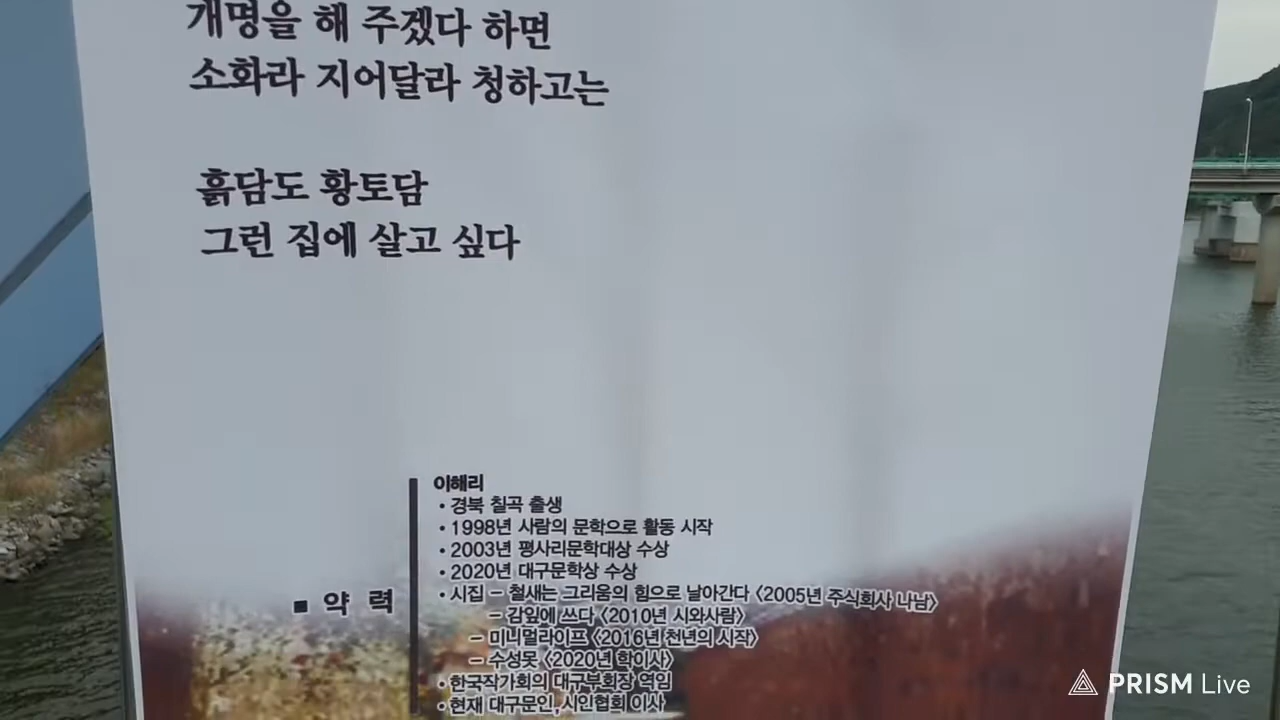 개명을 해 주겠다 하면
소화라 지어달라 청하고는
흙담도 황토담
그런 집에 살고 싶다
■ 약 력
이해리
• 경북 칠곡 출생
• 1998년 사람의 문학으로 활동 시작
• 2003년 평사리문학대상 수상
• 2020년 대구문학상 수상
• 시집 - 철새는 그리움의 힘으로 날아간다 <2005년 주식회사 나남>
- 감잎에 쓰다 <2010년 시와사람>
- 미니멀라이프 <2016년 천년의 시작>
- 수성못 <2020년 학이사>
• 한국작가회의 대구부회장 역임
• 현재 대구문인, 시인협회 이사
PRISM Live